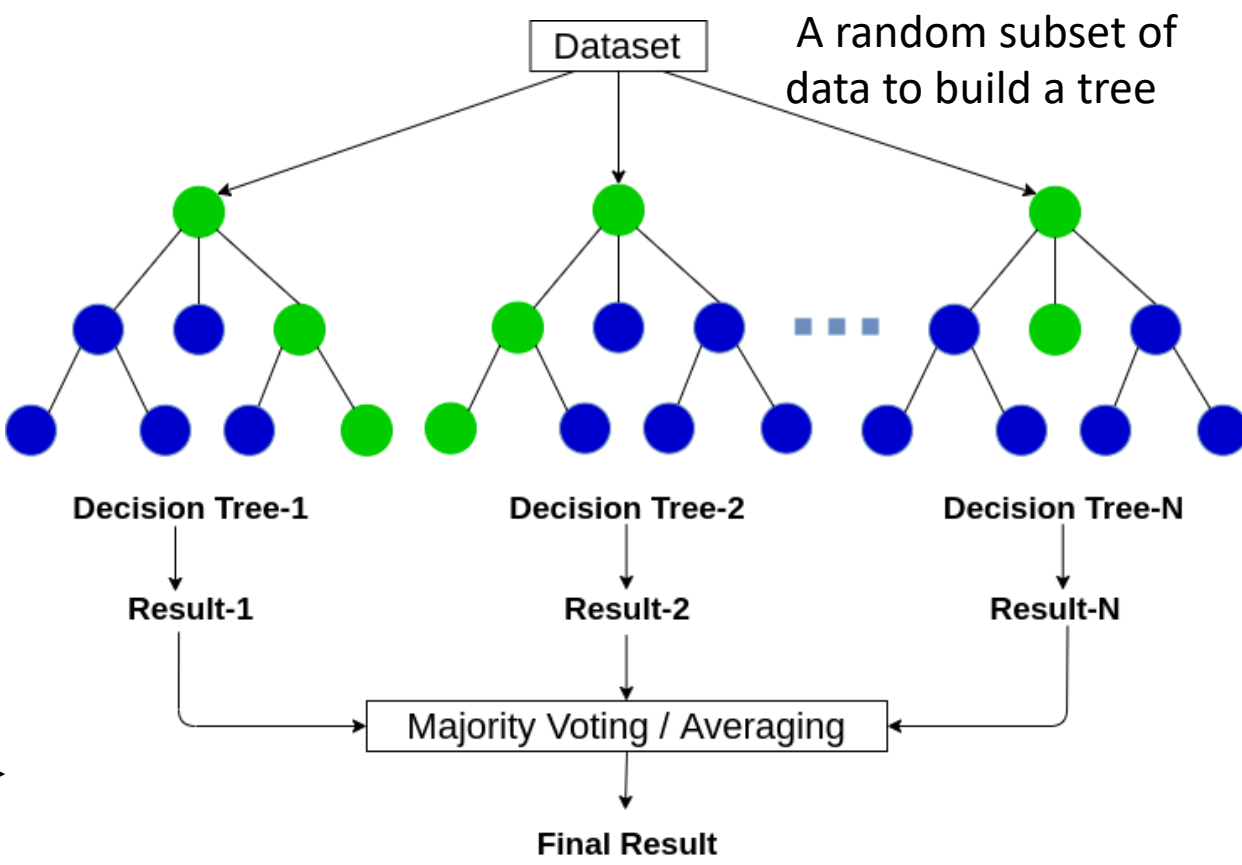 Dataset
A random subset of
data to build a tree
Decision Tree-1
Decision Tree-2
Decision Tree-N
Result-1
Result-2
Result-N
Majority Voting / Averaging
Final Result